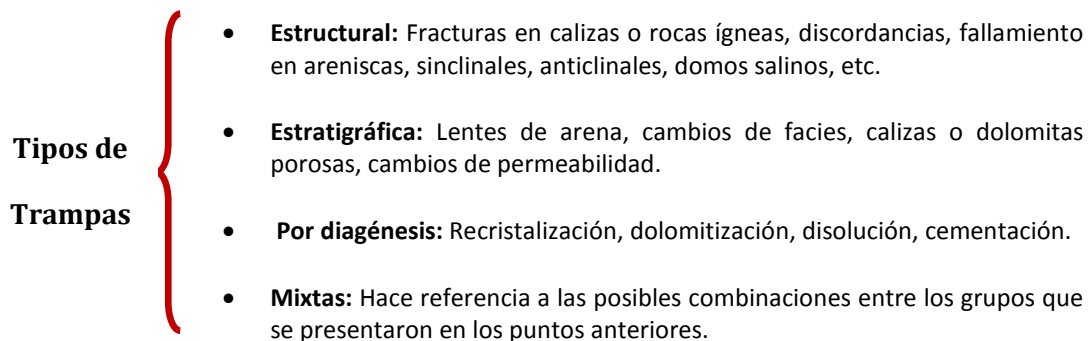 Tipos de
Trampas
• Estructural: Fracturas en calizas o rocas ígneas, discordancias, fallamiento
en areniscas, sinclinales, anticlinales, domos salinos, etc.
• Estratigráfica: Lentes de arena, cambios de facies, calizas o dolomitas
porosas, cambios de permeabilidad.
• Por diagénesis: Recristalización, dolomitización, disolución, cementación.
• Mixtas: Hace referencia a las posibles combinaciones entre los grupos que
se presentaron en los puntos anteriores.